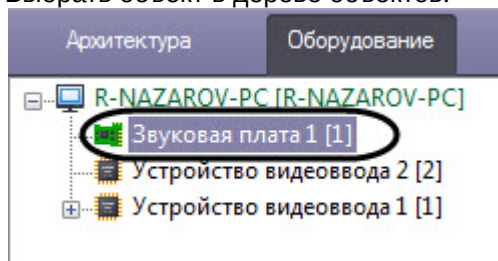 Выбрать объект в дереве объектов.
Архитектура Оборудование
R-NAZAROV-PC [R-NAZAROV-PC]
Звуковая плата 1 [1]
Устройство видеоввода 2 [2]
Устройство видеоввода 1 [1]